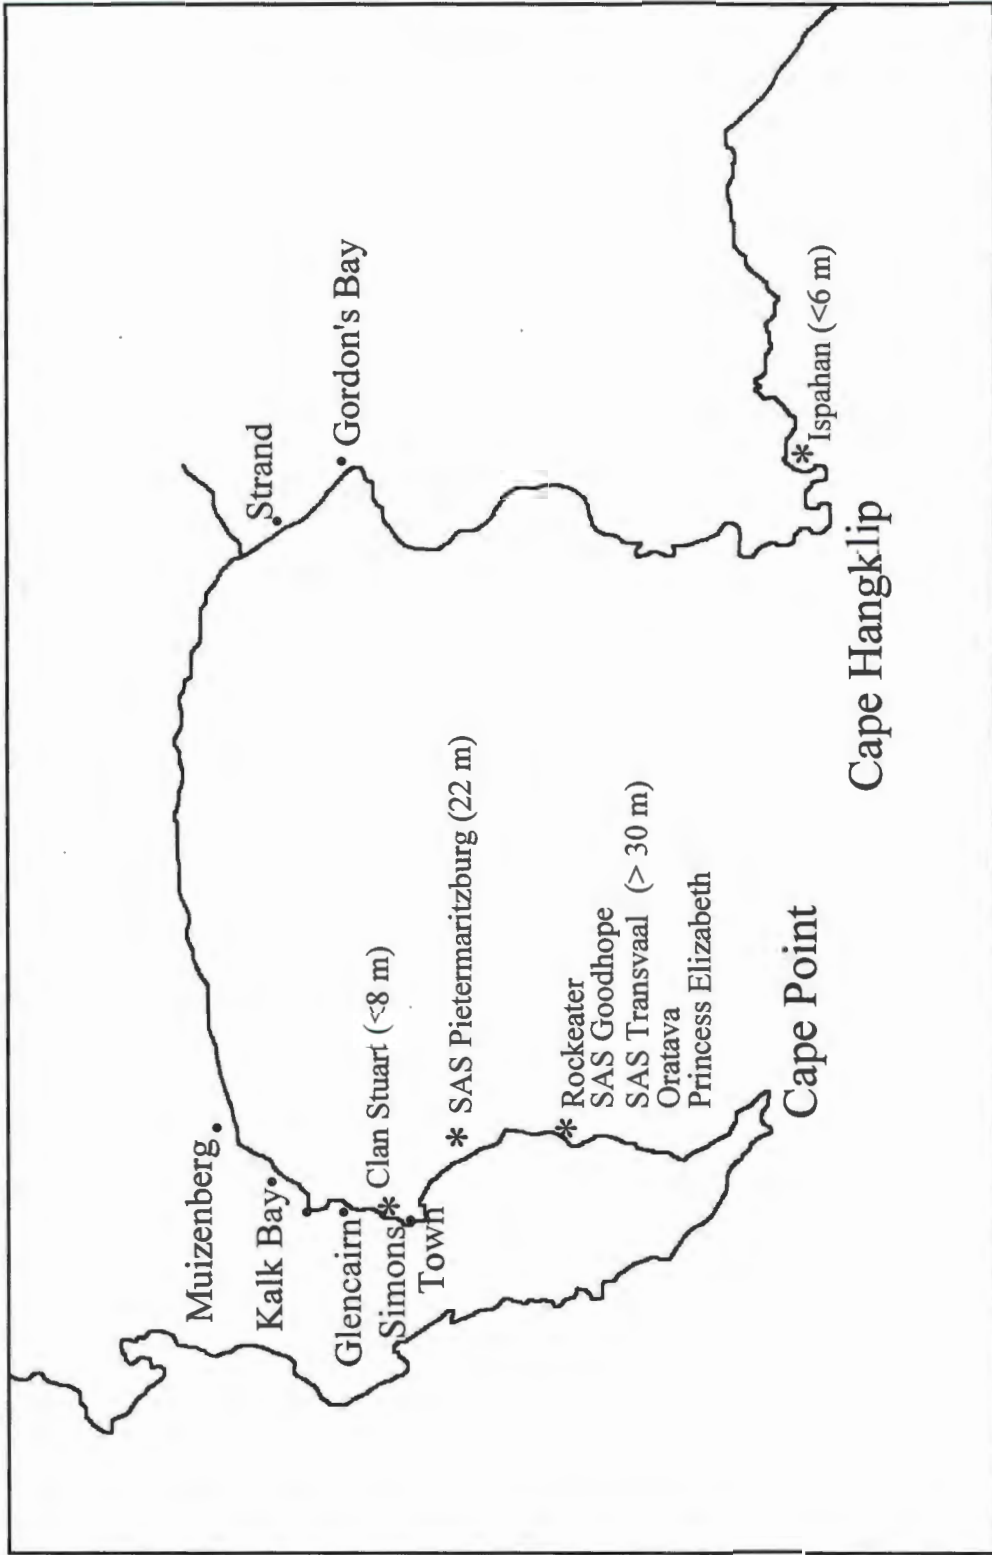 Muizenberg
Kalk Bay
Glencairn
Simons
Town
Clan Stuart (<8 m)
SAS Pietermaritzburg (22 m)
Rockeater
SAS Goodhope
SAS Transvaal (> 30 m)
Oratava
Princess Elizabeth
Cape Point
Strand
Gordon's Bay
Ispahan (<6 m)
Cape Hangklip